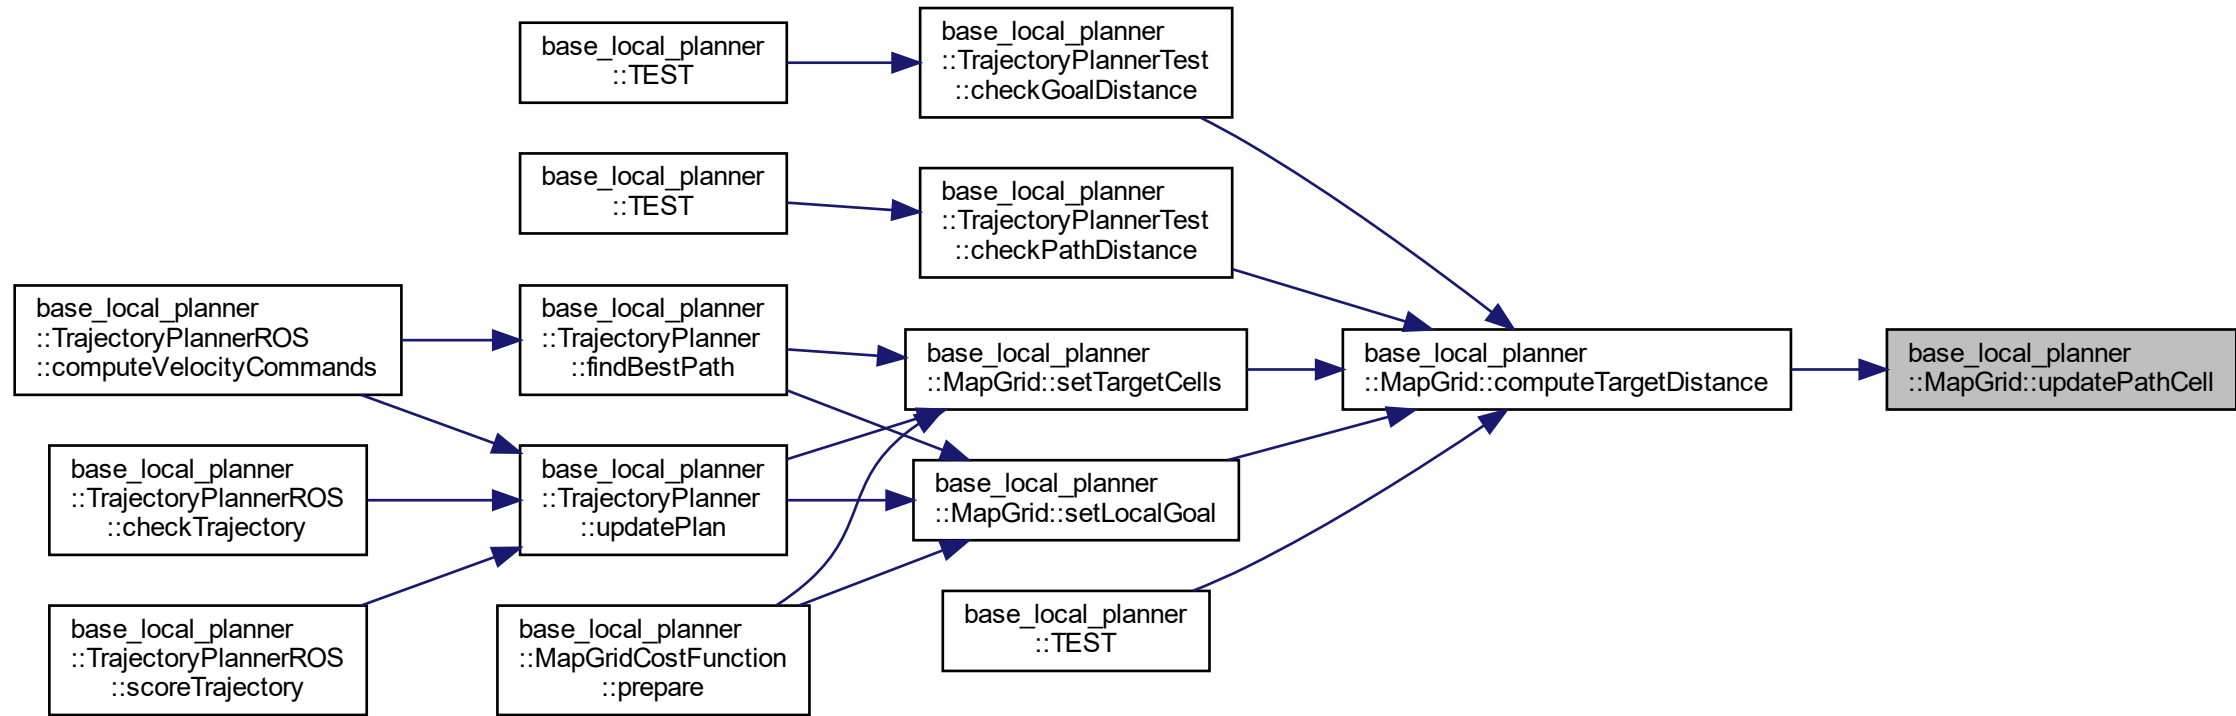 base_local_planner
::TEST
base_local_planner
::TrajectoryPlannerTest
::checkGoalDistance
base_local_planner
::TEST
base_local_planner
::TrajectoryPlannerTest
::checkPathDistance
base_local_planner
::TrajectoryPlannerROS
::computeVelocityCommands
base_local_planner
::TrajectoryPlanner
::findBestPath
base_local_planner
::MapGrid::setTargetCells
base_local_planner
::MapGrid::computeTargetDistance
base_local_planner
::MapGrid::updatePathCell
base_local_planner
::TrajectoryPlannerROS
::checkTrajectory
base_local_planner
::TrajectoryPlanner
::updatePlan
base_local_planner
::MapGrid::setLocalGoal
base_local_planner
::TrajectoryPlannerROS
::scoreTrajectory
base_local_planner
::MapGridCostFunction
::prepare
base_local_planner
::TEST